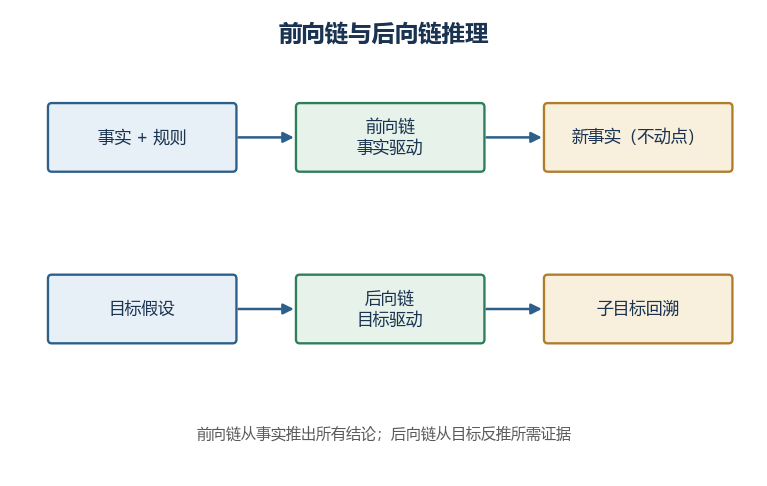 前向链与后向链推理
事实 + 规则
前向链
事实驱动
新事实（不动点）
目标假设
后向链
目标驱动
子目标回溯
前向链从事实推出所有结论；后向链从目标反推所需证据